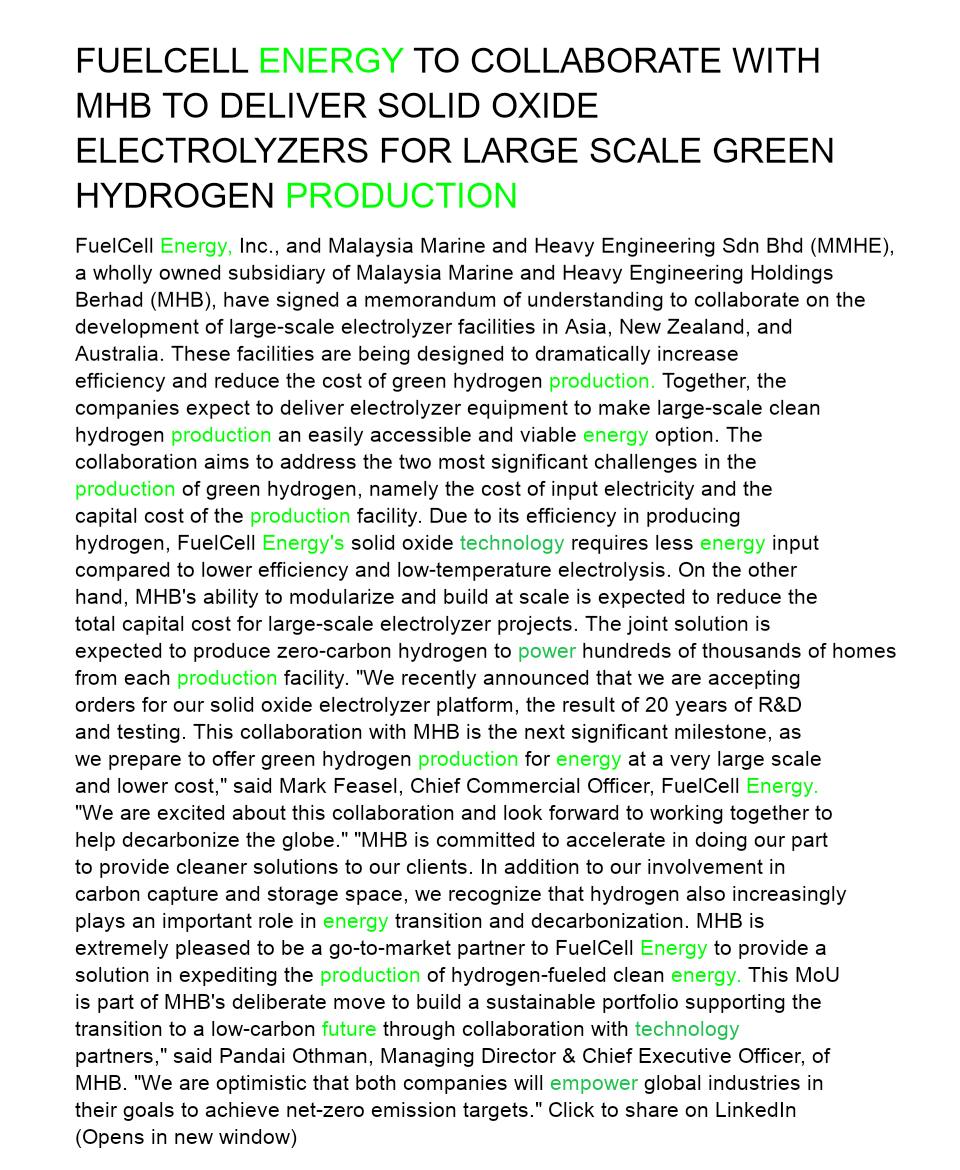 FUELCELL ENERGY TO COLLABORATE WITH
MHB TO DELIVER SOLID OXIDE
ELECTROLYZERS FOR LARGE SCALE GREEN
HYDROGEN PRODUCTION
FuelCell Energy, Inc., and Malaysia Marine and Heavy Engineering Sdn Bhd (MMHE),
a wholly owned subsidiary of Malaysia Marine and Heavy Engineering Holdings
Berhad (MHB), have signed a memorandum of understanding to collaborate on the
development of large-scale electrolyzer facilities in Asia, New Zealand, and
Australia. These facilities are being designed to dramatically increase
efficiency and reduce the cost of green hydrogen production. Together, the
companies expect to deliver electrolyzer equipment to make large-scale clean
hydrogen production an easily accessible and viable energy option. The
collaboration aims to address the two most significant challenges in the
production of green hydrogen, namely the cost of input electricity and the
capital cost of the production facility. Due to its efficiency in producing
hydrogen, FuelCell Energy's solid oxide technology requires less energy input
compared to lower efficiency and low-temperature electrolysis. On the other
hand, MHB's ability to modularize and build at scale is expected to reduce the
total capital cost for large-scale electrolyzer projects. The joint solution is
expected to produce zero-carbon hydrogen to power hundreds of thousands of homes
from each production facility. "We recently announced that we are accepting
orders for our solid oxide electrolyzer platform, the result of 20 years of R&D
and testing. This collaboration with MHB is the next significant milestone, as
we prepare to offer green hydrogen production for energy at a very large scale
and lower cost," said Mark Feasel, Chief Commercial Officer, FuelCell Energy.
"We are excited about this collaboration and look forward to working together to
help decarbonize the globe." "MHB is committed to accelerate in doing our part
to provide cleaner solutions to our clients. In addition to our involvement in
carbon capture and storage space, we recognize that hydrogen also increasingly
plays an important role in energy transition and decarbonization. MHB is
extremely pleased to be a go-to-market partner to FuelCell Energy to provide a
solution in expediting the production of hydrogen-fueled clean energy. This MoU
is part of MHB's deliberate move to build a sustainable portfolio supporting the
transition to a low-carbon future through collaboration with technology
partners," said Pandai Othman, Managing Director & Chief Executive Officer, of
MHB. "We are optimistic that both companies will empower global industries in
their goals to achieve net-zero emission targets." Click to share on LinkedIn
(Opens in new window)